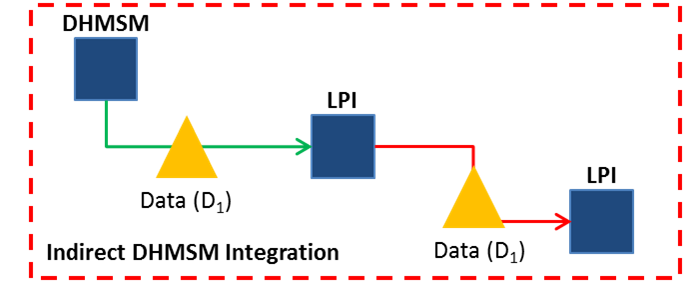 DHMSM
LPI
LPI
Data (D₁)
Data (D₁)
Indirect DHMSM Integration